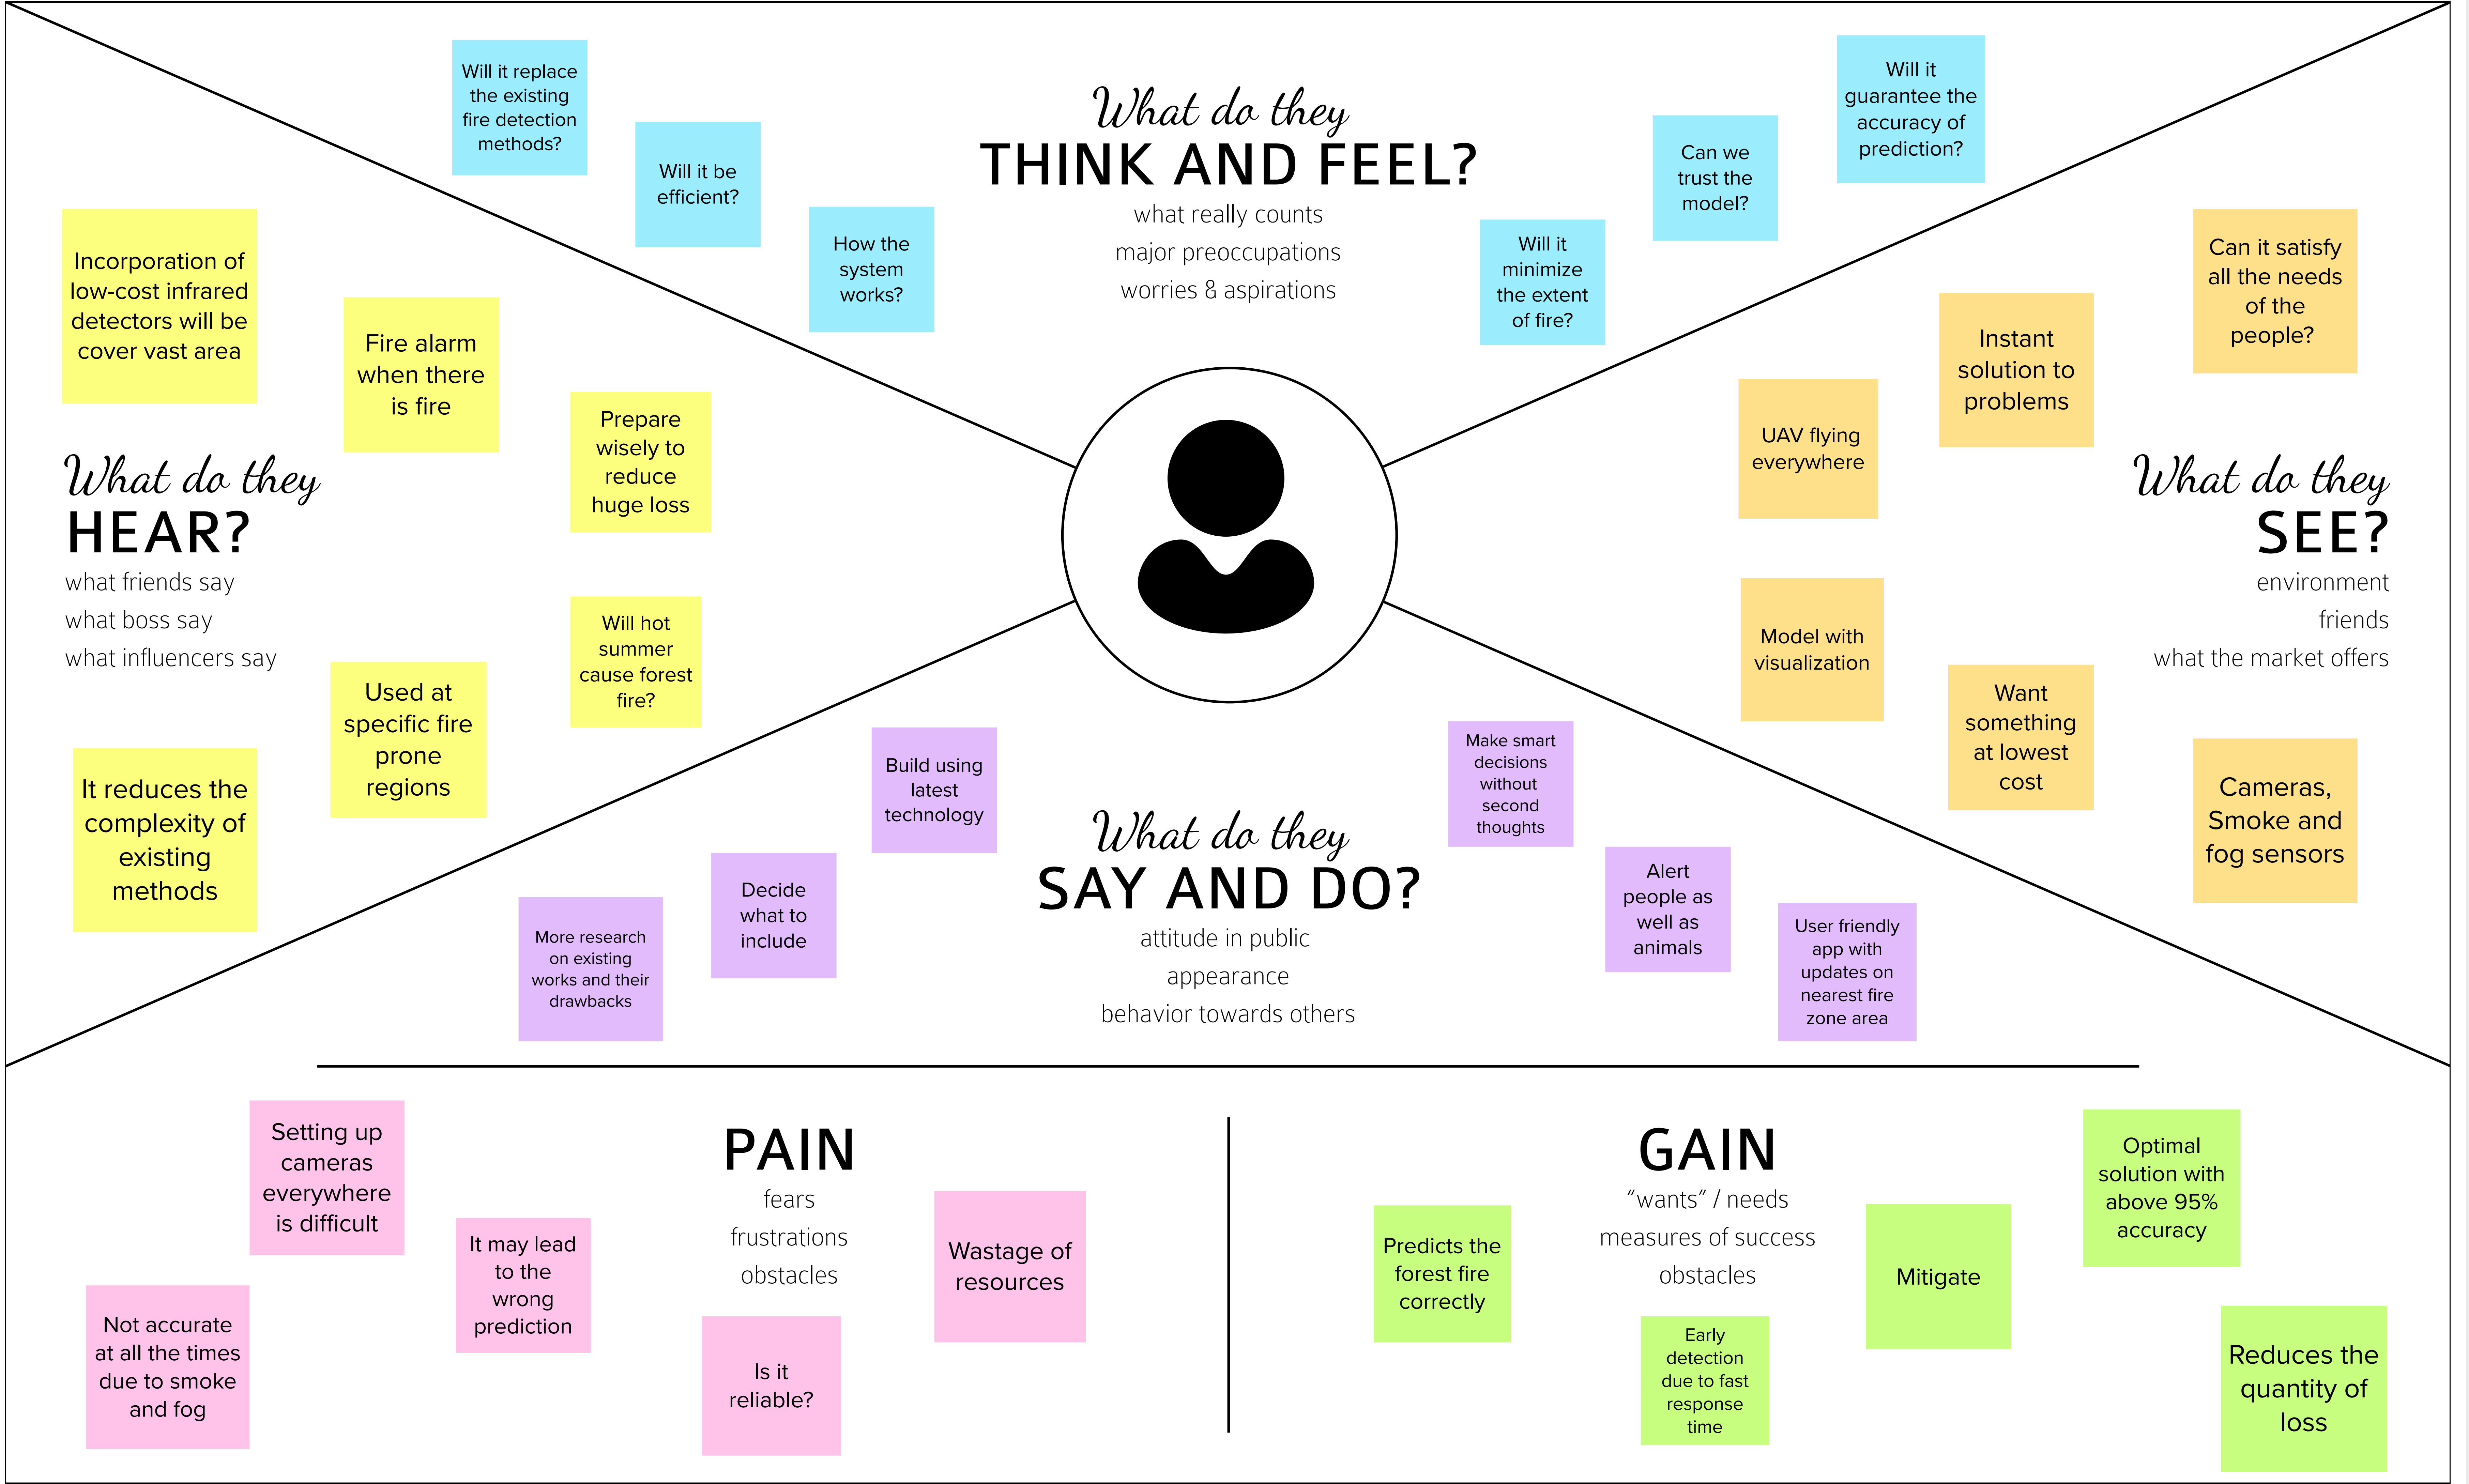 Will it replace
the existing
fire detection
methods?
Will it be
efficient?
How the
system
works?
What do they
THINK AND FEEL?
what really counts
major preoccupations
worries & aspirations
Will it
minimize
the extent
of fire?
Can we
trust the
model?
Will it
guarantee the
accuracy of
prediction?
Incorporation of
low-cost infrared
detectors will be
cover vast area
Fire alarm
when there
is fire
Prepare
wisely to
reduce
huge loss
What do they
HEAR?
what friends say
what boss say
what influencers say
Will hot
summer
cause forest
fire?
Used at
specific fire
prone
regions
It reduces the
complexity of
existing
methods
Can it satisfy
all the needs
of the
people?
Instant
solution to
problems
UAV flying
everywhere
What do they
SEE?
environment
friends
what the market offers
Model with
visualization
Want
something
at lowest
cost
Cameras,
Smoke and
fog sensors
Build using
latest
technology
Decide
what to
include
More research
on existing
works and their
drawbacks
What do they
SAY AND DO?
attitude in public
appearance
behavior towards others
Make smart
decisions
without
second
thoughts
Alert
people as
well as
animals
User friendly
app with
updates on
nearest fire
zone area
Setting up
cameras
everywhere
is difficult
Not accurate
at all the times
due to smoke
and fog
It may lead
to the
wrong
prediction
PAIN
fears
frustrations
obstacles
Is it
reliable?
Wastage of
resources
GAIN
“wants” / needs
measures of success
obstacles
Predicts the
forest fire
correctly
Early
detection
due to fast
response
time
Mitigate
Optimal
solution with
above 95%
accuracy
Reduces the
quantity of
loss